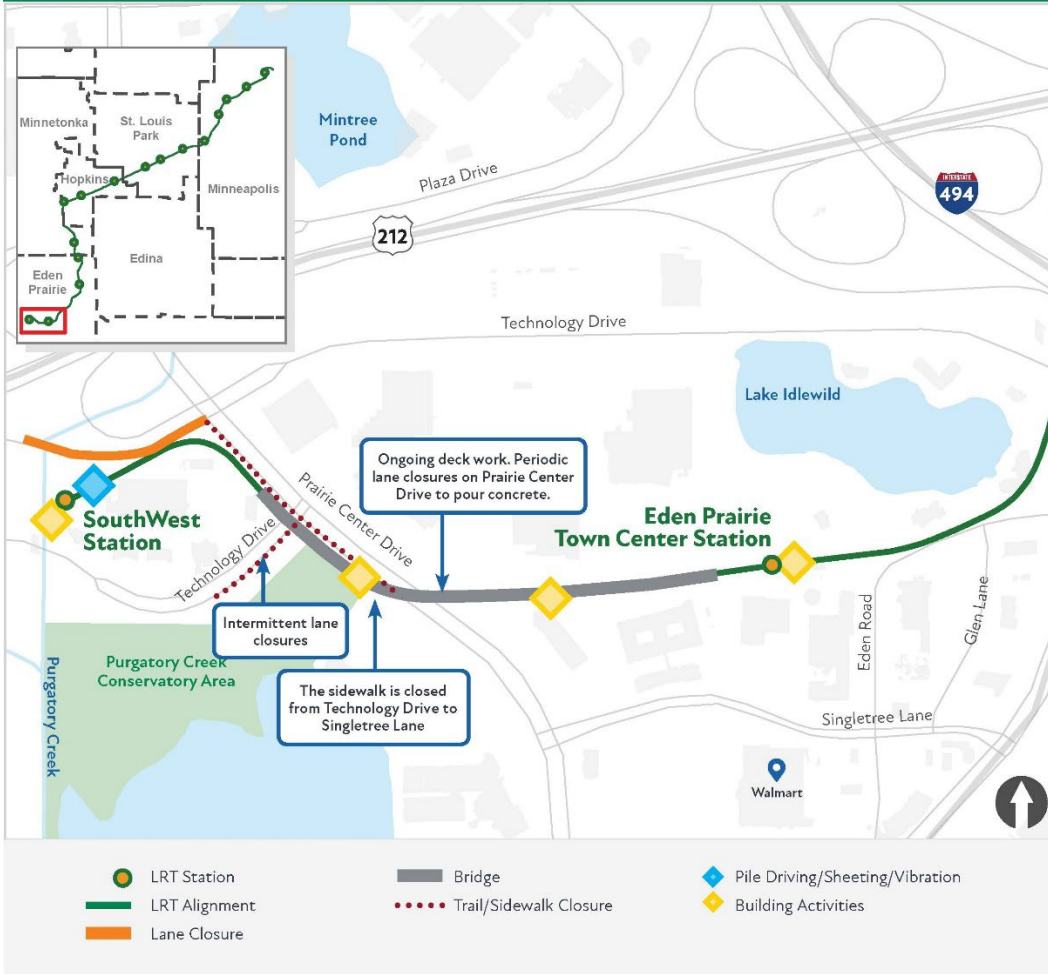 Minnetonka
St. Louis
Park
Hopkins
Minneapolis
Edina
Eden
Prairie
Mintree
Pond
Plaza Drive
212
INTERSTATE
494
Technology Drive
Lake Idlewild
Ongoing deck work. Periodic
lane closures on Prairie Center
Drive to pour concrete.
Prairie Center Drive
SouthWest
Station
Eden Prairie
Town Center Station
Technology Drive
Intermittent lane
closures
Purgatory Creek
Conservatory Area
The sidewalk is closed
from Technology Drive to
Singletree Lane
Purgatory Creek
Eden Road
Glen Lane
Singletree Lane
Walmart
LRT Station
LRT Alignment
Lane Closure
Bridge
Trail/Sidewalk Closure
Pile Driving/Sheeting/Vibration
Building Activities